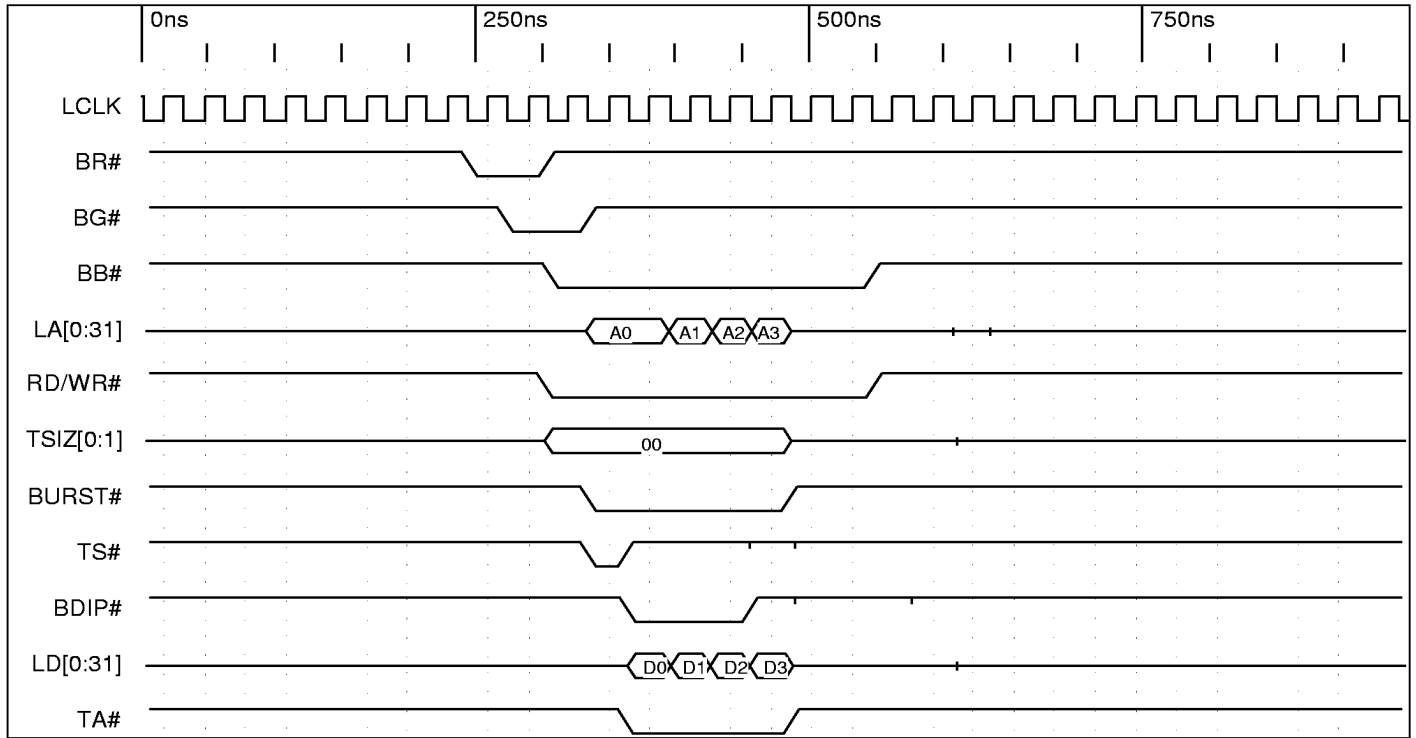 0ns 250ns 500ns 750ns
LCLK
BR#
BG#
BB#
LA[0:31] A0 A1 A2 A3
RD/WR#
TSIZ[0:1] 00
BURST#
TS#
BDIP#
LD[0:31] D0 D1 D2 D3
TA#